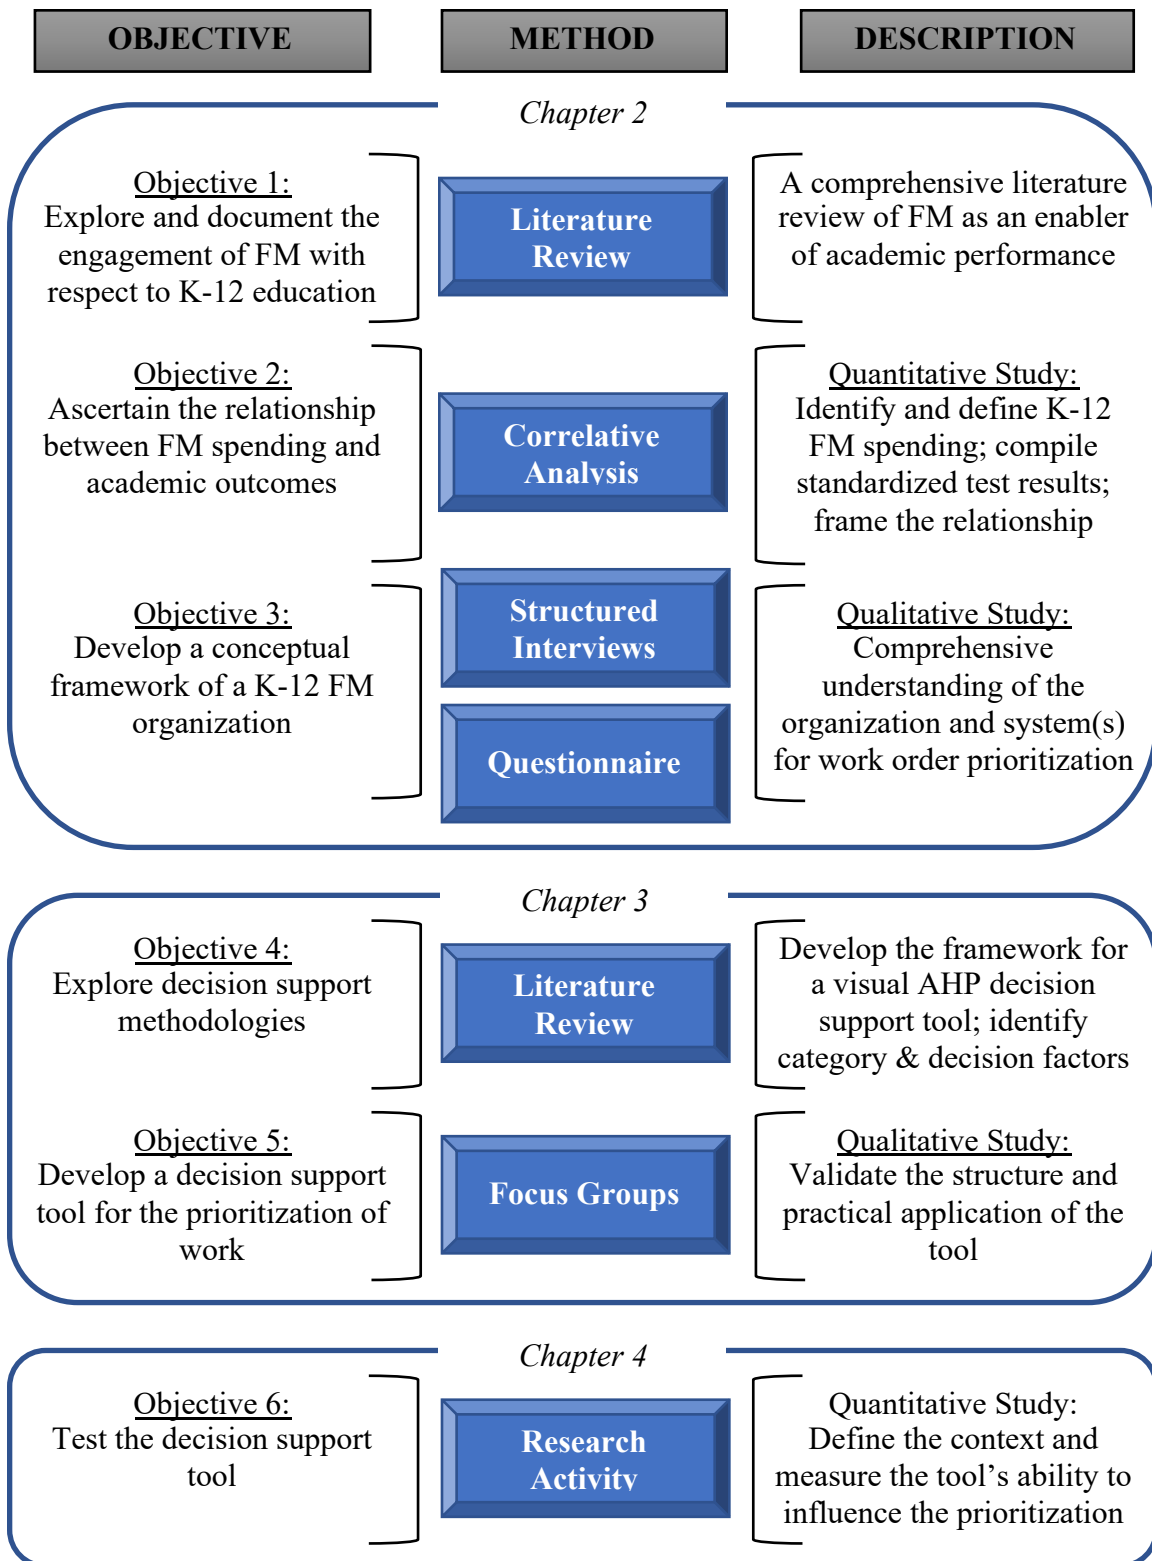 OBJECTIVE
METHOD
DESCRIPTION
Chapter 2
Objective 1:
Explore and document the
engagement of FM with
respect to K-12 education
Literature
Review
A comprehensive literature
review of FM as an enabler
of academic performance
Objective 2:
Ascertain the relationship
between FM spending and
academic outcomes
Correlative
Analysis
Quantitative Study:
Identify and define K-12
FM spending; compile
standardized test results;
frame the relationship
Objective 3:
Develop a conceptual
framework of a K-12 FM
organization
Structured
Interviews
Questionnaire
Qualitative Study:
Comprehensive
understanding of the
organization and system(s)
for work order prioritization
Chapter 3
Objective 4:
Explore decision support
methodologies
Literature
Review
Develop the framework for
a visual AHP decision
support tool; identify
category & decision factors
Objective 5:
Develop a decision support
tool for the prioritization of
work
Focus Groups
Qualitative Study:
Validate the structure and
practical application of the
tool
Chapter 4
Objective 6:
Test the decision support
tool
Research
Activity
Quantitative Study:
Define the context and
measure the tool’s ability to
influence the prioritization